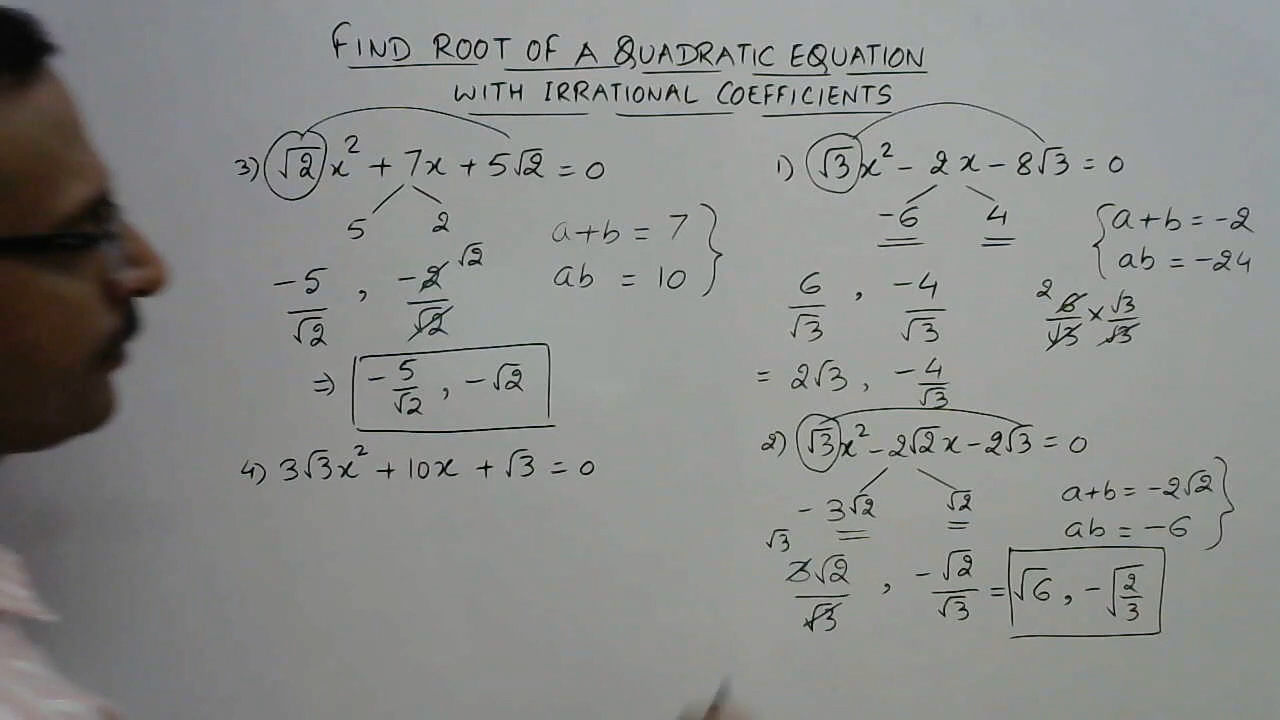 FIND ROOT OF A QUADRATIC EQUATION
WITH IRRATIONAL COEFFICIENTS
3) √2x² + 7x + 5√2 = 0
5 2
a+b = 7
ab = 10
-5/√2 , -2/√2 √2
⇒ -5/√2 , -√2
4) 3√3x² + 10x + √3 = 0
1) √3x² - 2x - 8√3 = 0
-6 4
a+b = -2
ab = -24
6/√3 , -4/√3
2 6/√3 × √3/√3
= 2√3 , -4/√3
2) √3x² - 2√2x - 2√3 = 0
-3√2 √2
a+b = -2√2
ab = -6
√3 3√2/√3 , -√2/√3 = √6 , -√(2/3)